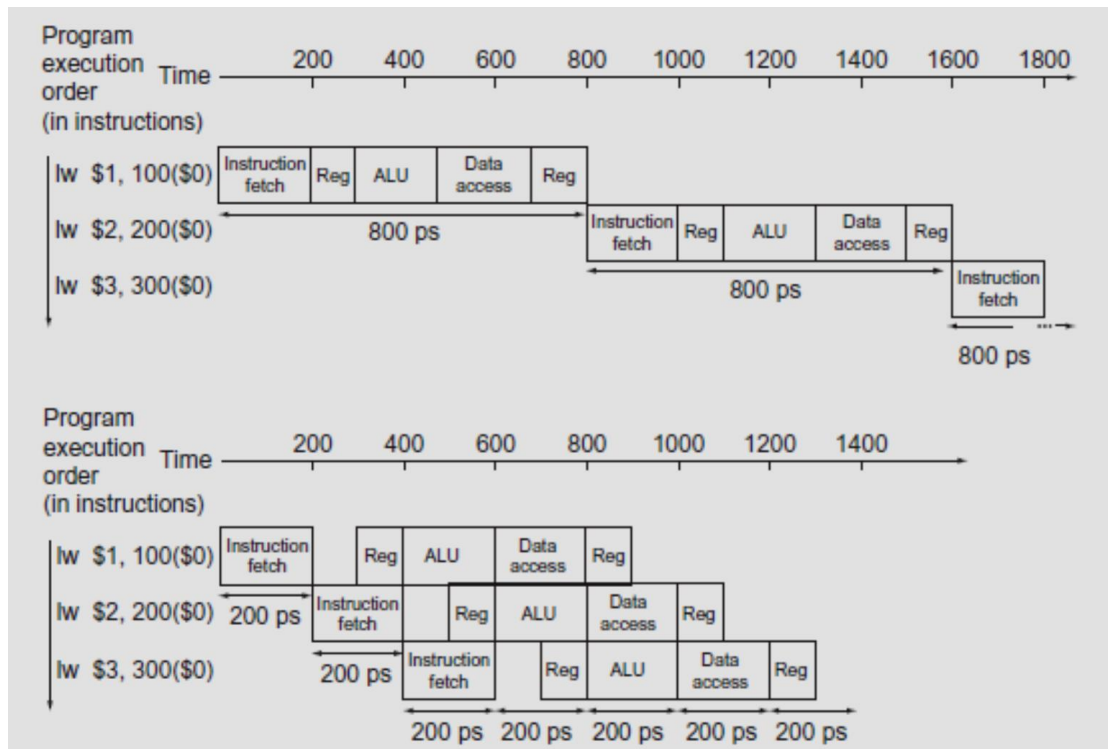 Program
execution
order
(in instructions)
Time
200 400 600 800 1000 1200 1400 1600 1800
lw $1, 100($0)
Instruction
fetch
Reg
ALU
Data
access
Reg
800 ps
lw $2, 200($0)
Instruction
fetch
Reg
ALU
Data
access
Reg
800 ps
lw $3, 300($0)
Instruction
fetch
...
800 ps
Program
execution
order
(in instructions)
Time
200 400 600 800 1000 1200 1400
lw $1, 100($0)
Instruction
fetch
Reg
ALU
Data
access
Reg
200 ps
lw $2, 200($0)
Instruction
fetch
Reg
ALU
Data
access
Reg
200 ps
lw $3, 300($0)
Instruction
fetch
Reg
ALU
Data
access
Reg
200 ps 200 ps 200 ps 200 ps 200 ps